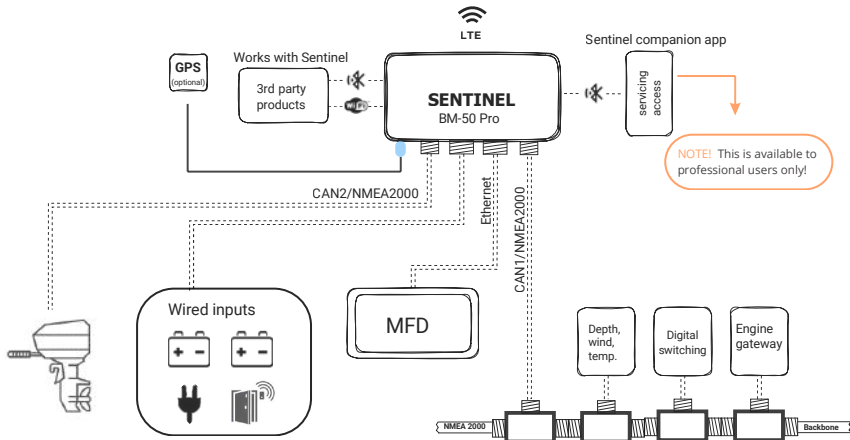 LTE
Works with Sentinel
Sentinel companion app
GPS
(optional)
3rd party
products
SENTINEL
BM-50 Pro
servicing
access
NOTE! This is available to
professional users only!
CAN2/NMEA2000
Ethernet
CAN1/NMEA2000
Wired inputs
MFD
Depth,
wind,
temp.
Digital
switching
Engine
gateway
NMEA 2000
Backbone